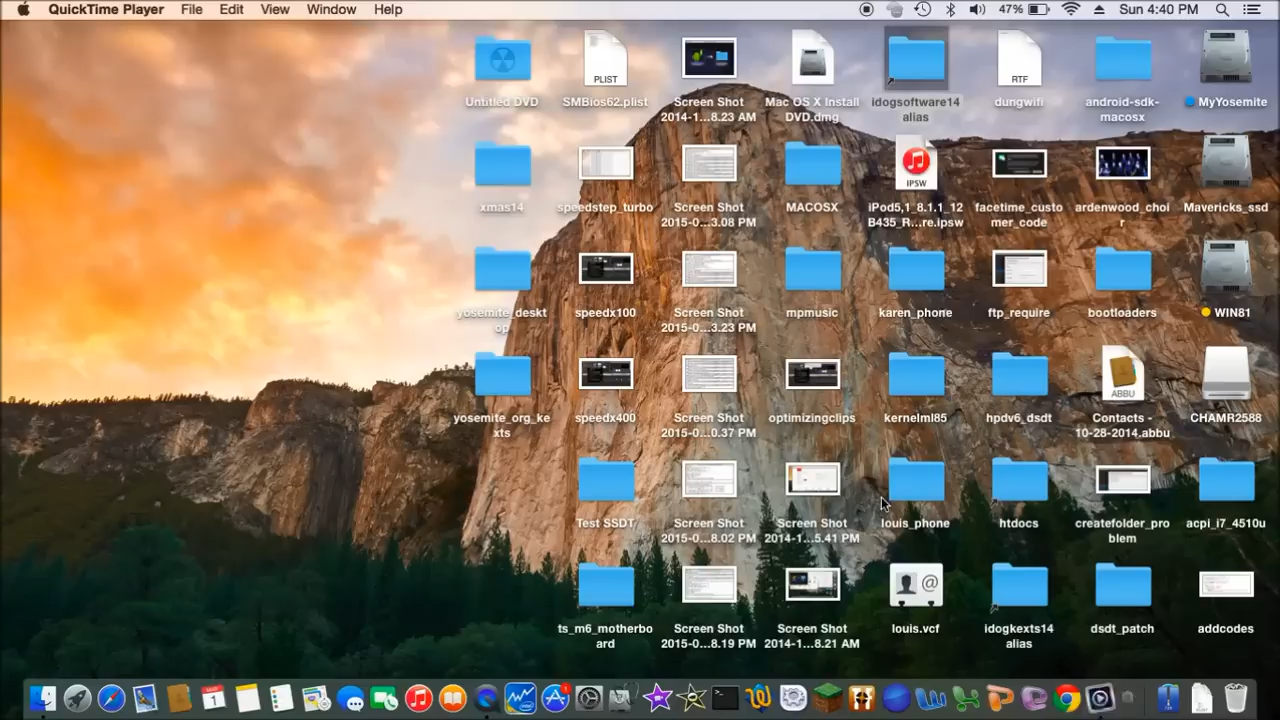 QuickTime Player File Edit View Window Help 47% Sun 4:40 PM
Untitled DVD
SMBios62.plist
PLIST
Screen Shot
2014-1...8.23 AM
Mac OS X Install
DVD.dmg
idogsoftware14
alias
RTF
dungwifi
android-sdk-
macosx
MyYosemite
xmas14
speedstep_turbo
Screen Shot
2015-0...3.08 PM
MACOSX
IPSW
iPod5,1_8.1.1_12
B435_R...re.ipsw
facetime_custo
mer_code
ardenwood_choi
r
Mavericks_ssd
yosemite_deskt
op
speedx100
Screen Shot
2015-0...3.23 PM
mpmusic
karen_phone
ftp_require
bootloaders
WIN81
yosemite_org_ke
xts
speedx400
Screen Shot
2015-0...0.37 PM
optimizingclips
kernelml85
hpdv6_dsdt
ABBU
Contacts -
10-28-2014.abbu
CHAMR2588
Test SSDT
Screen Shot
2015-0...8.02 PM
Screen Shot
2014-1...5.41 PM
louis_phone
htdocs
createfolder_pro
blem
acpi_i7_4510u
ts_m6_motherbo
ard
Screen Shot
2015-0...8.19 PM
Screen Shot
2014-1...8.21 AM
louis.vcf
idogkexts14
alias
dsdt_patch
addcodes
1